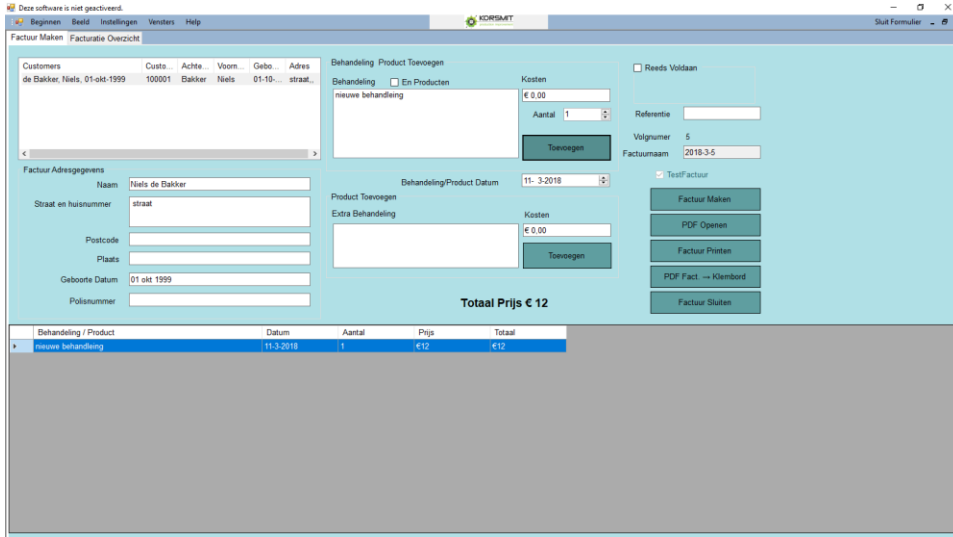 Deze software is niet geactiveerd.
Beginnen Beeld Instellingen Vensters Help
KORSMIT
Sluit Formulier
Factuur Maken Facturatie Overzicht
Customers Custo... Achte... Voorn... Gebo... Adres
de Bakker, Niels, 01-okt-1999 100001 Bakker Niels 01-10-... straat,,
Factuur Adresgegevens
Naam Niels de Bakker
Straat en huisnummer straat
Postcode
Plaats
Geboorte Datum 01 okt 1999
Polisnummer
Behandeling Product Toevoegen
Behandeling En Producten Kosten
nieuwe behandleing € 0,00
Aantal 1
Toevoegen
Behandeling/Product Datum 11- 3-2018
Product Toevoegen
Extra Behandeling Kosten
€ 0,00
Toevoegen
Totaal Prijs € 12
Reeds Voldaan
Referentie
Volgnumer 5
Factuurnaam 2018-3-5
TestFactuur
Factuur Maken
PDF Openen
Factuur Printen
PDF Fact. → Klembord
Factuur Sluiten
Behandeling / Product Datum Aantal Prijs Totaal
nieuwe behandleing 11-3-2018 1 €12 €12